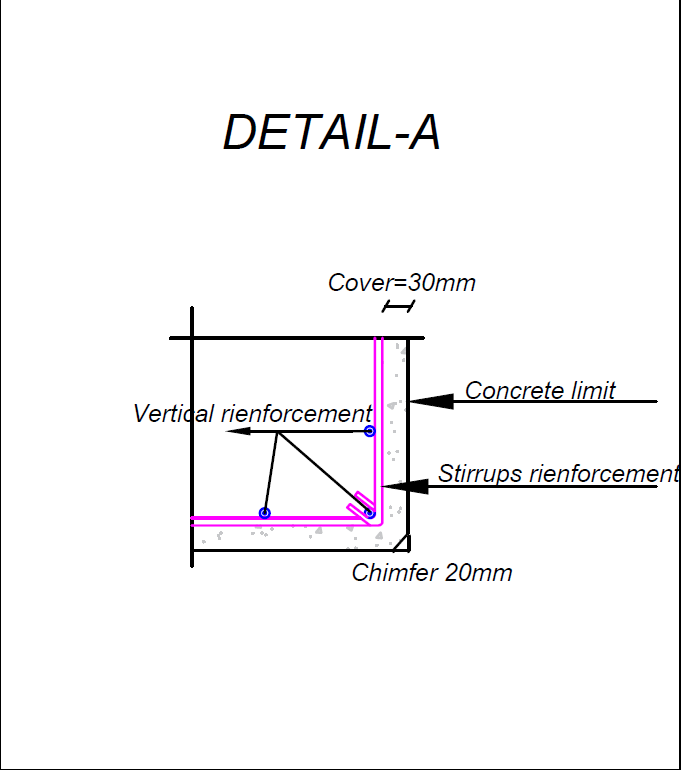 DETAIL-A
Cover=30mm
Concrete limit
Vertical rienforcement
Stirrups rienforcement
Chimfer 20mm